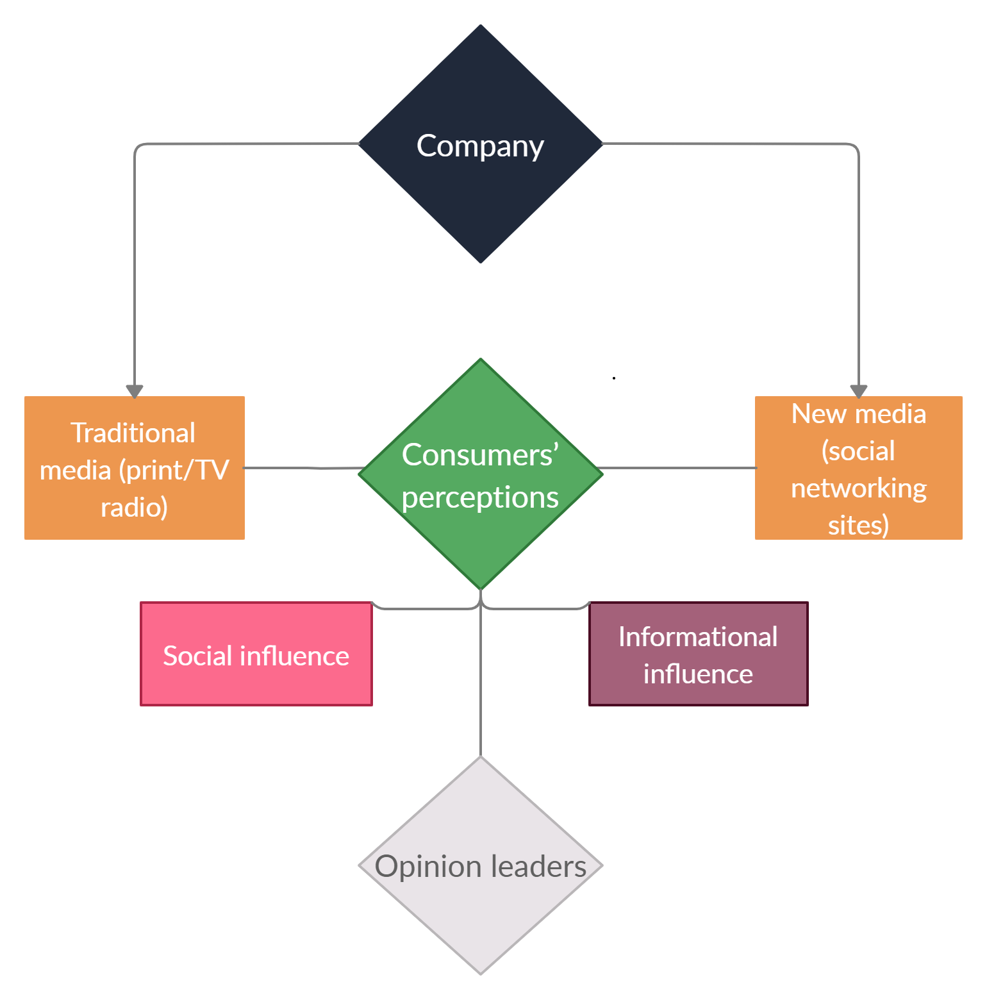 Company
Traditional
media (print/TV
radio)
Consumers’
perceptions
New media
(social
networking
sites)
Social influence
Informational
influence
Opinion leaders